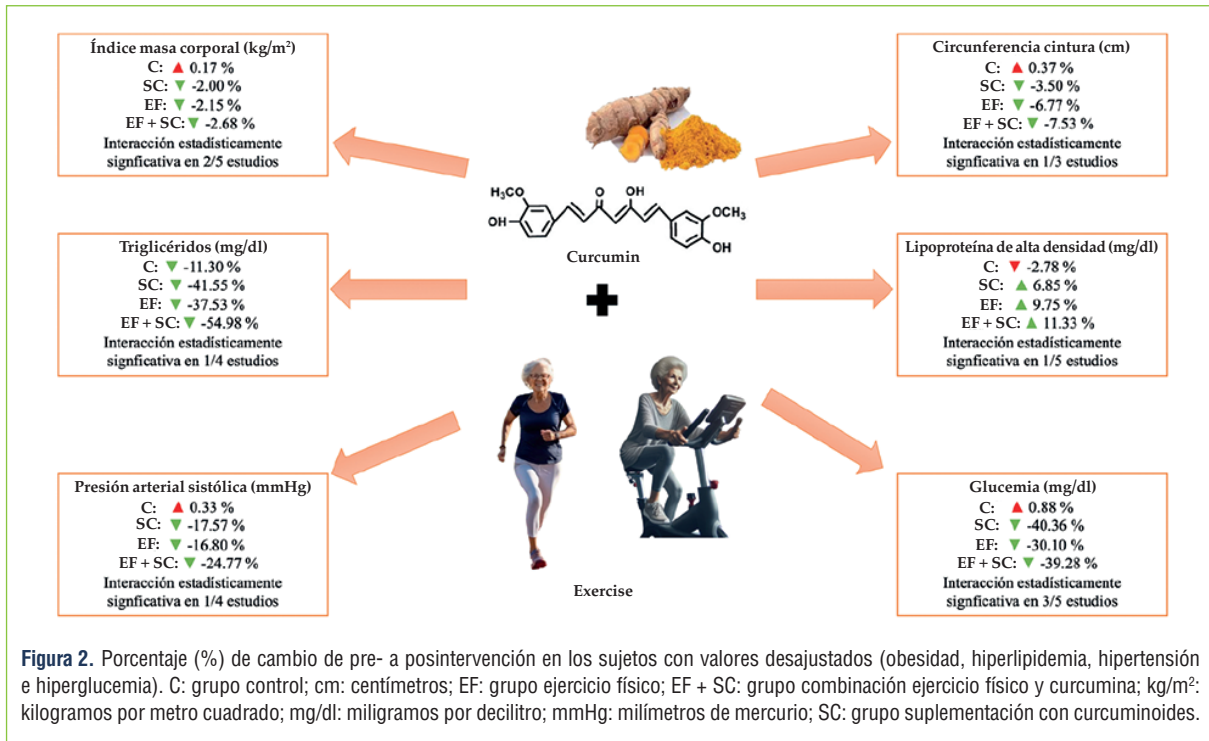 Índice masa corporal (kg/m²)
C: ▲ 0.17 %
SC: ▼ -2.00 %
EF: ▼ -2.15 %
EF + SC: ▼ -2.68 %
Interacción estadísticamente
signficativa en 2/5 estudios
Circunferencia cintura (cm)
C: ▲ 0.37 %
SC: ▼ -3.50 %
EF: ▼ -6.77 %
EF + SC: ▼ -7.53 %
Interacción estadísticamente
signficativa en 1/3 estudios
H₃CO
O
OH
OCH₃
OH
OH
Curcumin
Triglicéridos (mg/dl)
C: ▼ -11.30 %
SC: ▼ -41.55 %
EF: ▼ -37.53 %
EF + SC: ▼ -54.98 %
Interacción estadísticamente
signficativa en 1/4 estudios
Lipoproteína de alta densidad (mg/dl)
C: ▼ -2.78 %
SC: ▲ 6.85 %
EF: ▲ 9.75 %
EF + SC: ▲ 11.33 %
Interacción estadísticamente
signficativa en 1/5 estudios
Presión arterial sistólica (mmHg)
C: ▲ 0.33 %
SC: ▼ -17.57 %
EF: ▼ -16.80 %
EF + SC: ▼ -24.77 %
Interacción estadísticamente
signficativa en 1/4 estudios
Exercise
Glucemia (mg/dl)
C: ▲ 0.88 %
SC: ▼ -40.36 %
EF: ▼ -30.10 %
EF + SC: ▼ -39.28 %
Interacción estadísticamente
signficativa en 3/5 estudios
Figura 2. Porcentaje (%) de cambio de pre- a posintervención en los sujetos con valores desajustados (obesidad, hiperlipidemia, hipertensión
e hiperglucemia). C: grupo control; cm: centímetros; EF: grupo ejercicio físico; EF + SC: grupo combinación ejercicio físico y curcumina; kg/m²:
kilogramos por metro cuadrado; mg/dl: miligramos por decilitro; mmHg: milímetros de mercurio; SC: grupo suplementación con curcuminoides.